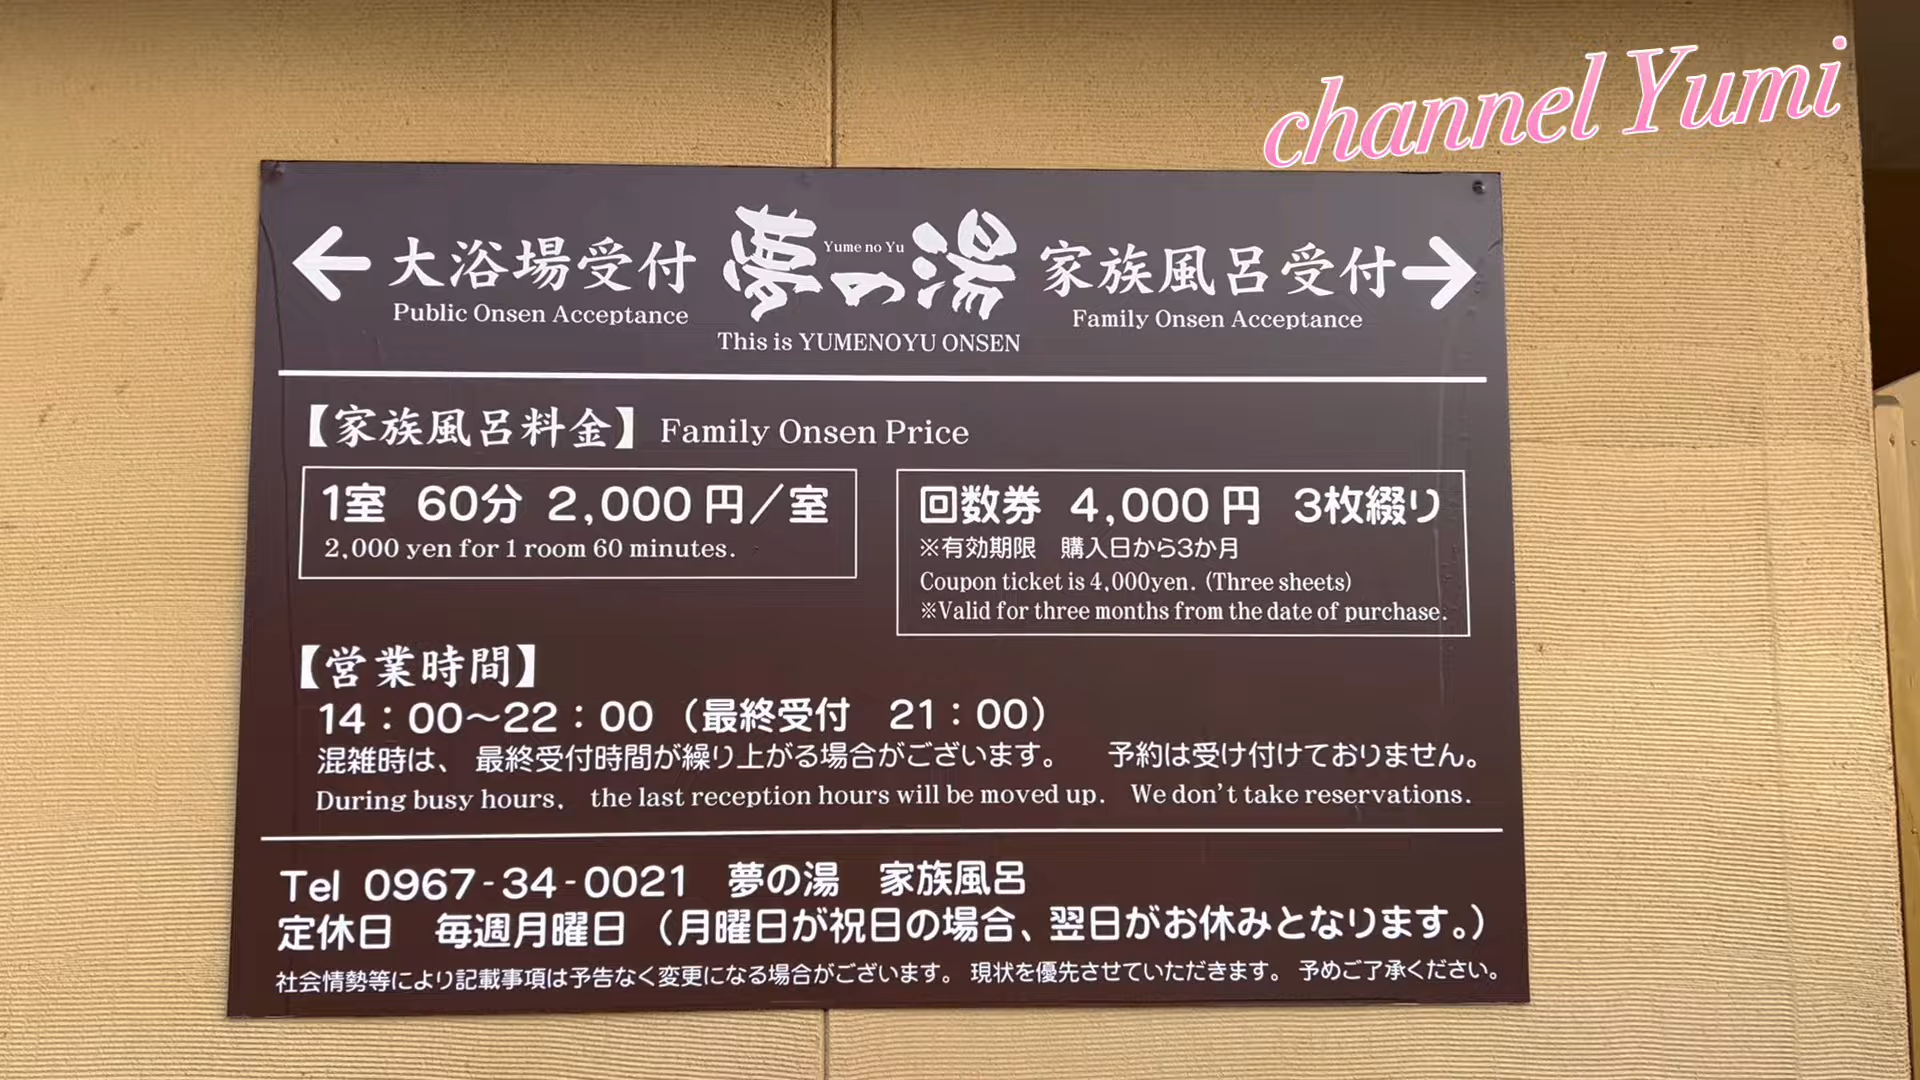 channel Yumi
← 大浴場受付 夢の湯 家族風呂受付 →
Yume no Yu
Public Onsen Acceptance Family Onsen Acceptance
This is YUMENOYU ONSEN
【家族風呂料金】 Family Onsen Price
1室 60分 2,000円／室
2,000 yen for 1 room 60 minutes.
回数券 4,000円 3枚綴り
※有効期限 購入日から3か月
Coupon ticket is 4,000yen. (Three sheets)
※Valid for three months from the date of purchase.
【営業時間】
14：00～22：00（最終受付 21：00）
混雑時は、最終受付時間が繰り上がる場合がございます。 予約は受け付けておりません。
During busy hours, the last reception hours will be moved up. We don't take reservations.
Tel 0967-34-0021 夢の湯 家族風呂
定休日 毎週月曜日（月曜日が祝日の場合、翌日がお休みとなります。）
社会情勢等により記載事項は予告なく変更になる場合がございます。現状を優先させていただきます。予めご了承ください。